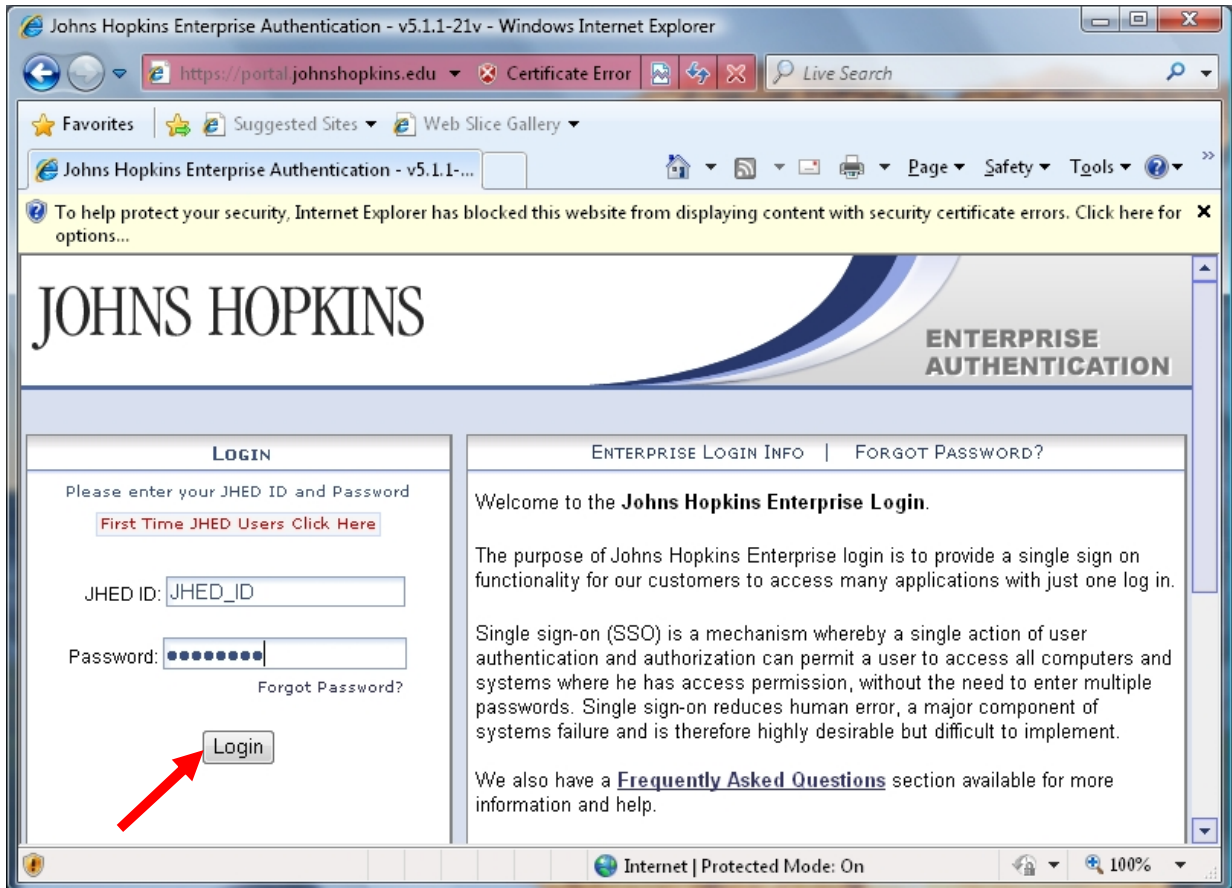 Johns Hopkins Enterprise Authentication - v5.1.1-21v - Windows Internet Explorer
https://portal.johnshopkins.edu Certificate Error Live Search
Favorites Suggested Sites Web Slice Gallery
Johns Hopkins Enterprise Authentication - v5.1.1-... Page Safety Tools
To help protect your security, Internet Explorer has blocked this website from displaying content with security certificate errors. Click here for
options...
JOHNS HOPKINS
ENTERPRISE
AUTHENTICATION
LOGIN
Please enter your JHED ID and Password
First Time JHED Users Click Here
JHED ID: JHED_ID
Password: ••••••••
Forgot Password?
Login
ENTERPRISE LOGIN INFO | FORGOT PASSWORD?
Welcome to the Johns Hopkins Enterprise Login.
The purpose of Johns Hopkins Enterprise login is to provide a single sign on
functionality for our customers to access many applications with just one log in.
Single sign-on (SSO) is a mechanism whereby a single action of user
authentication and authorization can permit a user to access all computers and
systems where he has access permission, without the need to enter multiple
passwords. Single sign-on reduces human error, a major component of
systems failure and is therefore highly desirable but difficult to implement.
We also have a Frequently Asked Questions section available for more
information and help.
Internet | Protected Mode: On 100%